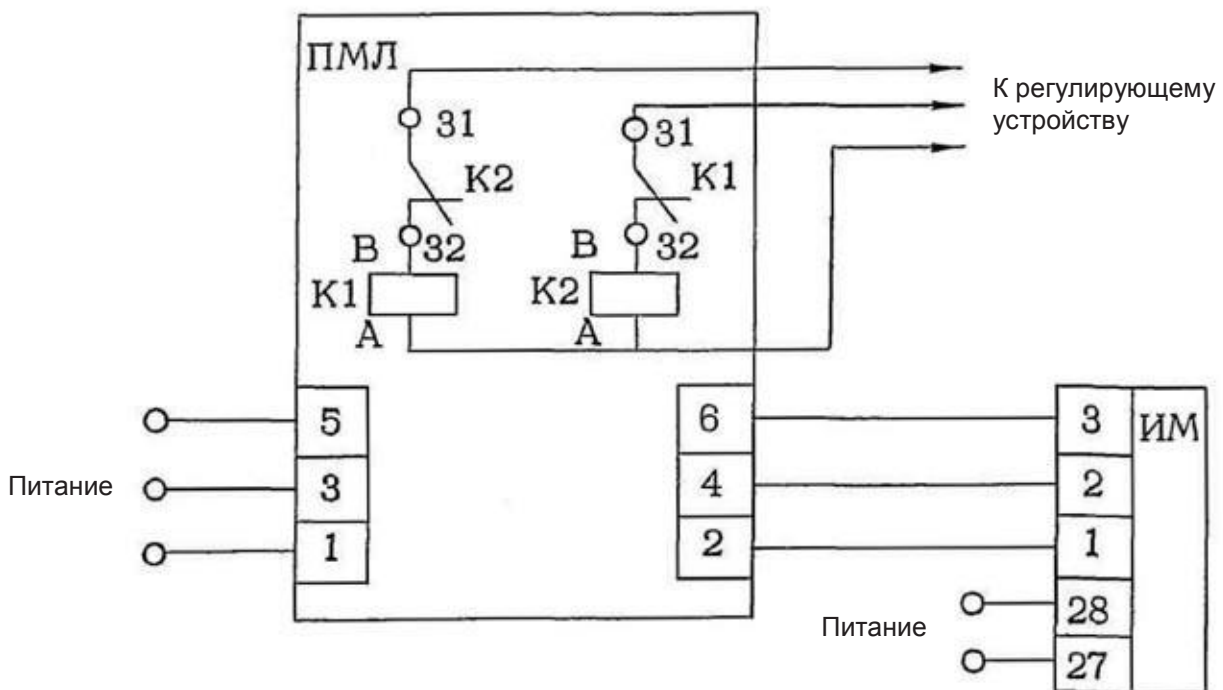 ПМЛ
К регулирующему
устройству
31
31
К2
К1
В
32
В
32
К1
К2
А
А
5
6
3
ИМ
Питание
3
4
2
1
2
1
28
Питание
27